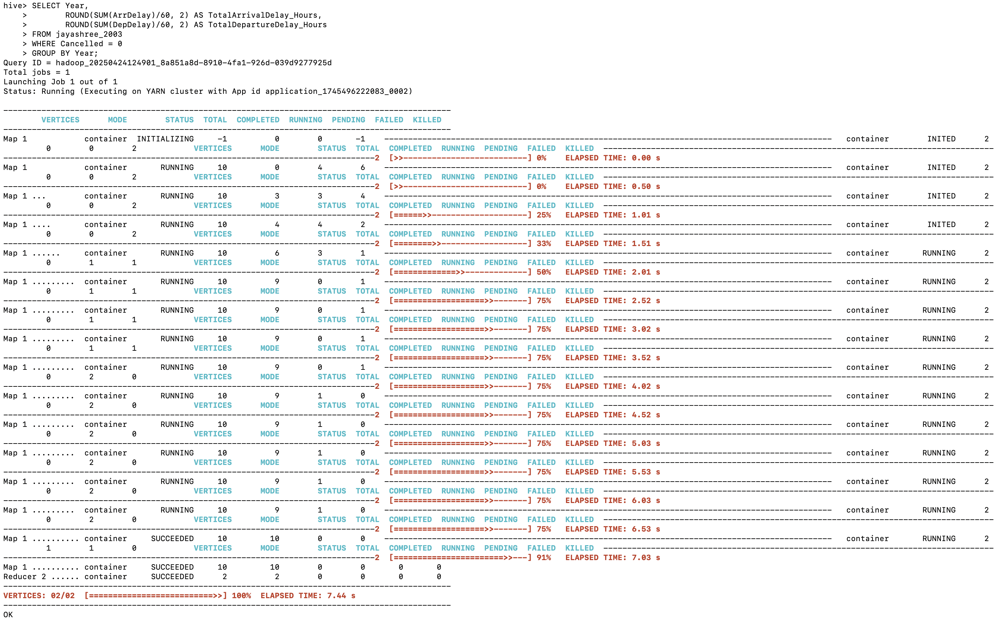 hive> SELECT Year,
    >        ROUND(SUM(ArrDelay)/60, 2) AS TotalArrivalDelay_Hours,
    >        ROUND(SUM(DepDelay)/60, 2) AS TotalDepartureDelay_Hours
    > FROM jayashree_2003
    > WHERE Cancelled = 0
    > GROUP BY Year;
Query ID = hadoop_20250424124901_8a851a8d-8910-4fa1-926d-039d9277925d
Total jobs = 1
Launching Job 1 out of 1
Status: Running (Executing on YARN cluster with App id application_1745496222083_0002)
----------------------------------------------------------------------------------------------
        VERTICES      MODE        STATUS  TOTAL  COMPLETED  RUNNING  PENDING  FAILED  KILLED
----------------------------------------------------------------------------------------------
Map 1            container  INITIALIZING     -1          0        0       -1    ----------------------------------------------------------------------------------------------   container        INITED      2
         0        0        2            VERTICES      MODE        STATUS  TOTAL  COMPLETED  RUNNING  PENDING  FAILED  KILLED  ----------------------------------------------------------------------------------
------------------------------------------------------------------------------2  [>>--------------------------] 0%    ELAPSED TIME: 0.00 s
Map 1            container       RUNNING     10          0        4        6    ----------------------------------------------------------------------------------------------   container        INITED      2
         0        0        2            VERTICES      MODE        STATUS  TOTAL  COMPLETED  RUNNING  PENDING  FAILED  KILLED  ----------------------------------------------------------------------------------
------------------------------------------------------------------------------2  [>>--------------------------] 0%    ELAPSED TIME: 0.50 s
Map 1 ...        container       RUNNING     10          3        3        4    ----------------------------------------------------------------------------------------------   container        INITED      2
         0        0        2            VERTICES      MODE        STATUS  TOTAL  COMPLETED  RUNNING  PENDING  FAILED  KILLED  ----------------------------------------------------------------------------------
------------------------------------------------------------------------------2  [======>>--------------------] 25%   ELAPSED TIME: 1.01 s
Map 1 ....       container       RUNNING     10          4        4        2    ----------------------------------------------------------------------------------------------   container        INITED      2
         0        0        2            VERTICES      MODE        STATUS  TOTAL  COMPLETED  RUNNING  PENDING  FAILED  KILLED  ----------------------------------------------------------------------------------
------------------------------------------------------------------------------2  [========>>------------------] 33%   ELAPSED TIME: 1.51 s
Map 1 ......     container       RUNNING     10          6        3        1    ----------------------------------------------------------------------------------------------   container       RUNNING      2
         0        1        1            VERTICES      MODE        STATUS  TOTAL  COMPLETED  RUNNING  PENDING  FAILED  KILLED  ----------------------------------------------------------------------------------
------------------------------------------------------------------------------2  [=============>>-------------] 50%   ELAPSED TIME: 2.01 s
Map 1 .........  container       RUNNING     10          9        0        1    ----------------------------------------------------------------------------------------------   container       RUNNING      2
         0        1        1            VERTICES      MODE        STATUS  TOTAL  COMPLETED  RUNNING  PENDING  FAILED  KILLED  ----------------------------------------------------------------------------------
------------------------------------------------------------------------------2  [===================>>-------] 75%   ELAPSED TIME: 2.52 s
Map 1 .........  container       RUNNING     10          9        0        1    ----------------------------------------------------------------------------------------------   container       RUNNING      2
         0        1        1            VERTICES      MODE        STATUS  TOTAL  COMPLETED  RUNNING  PENDING  FAILED  KILLED  ----------------------------------------------------------------------------------
------------------------------------------------------------------------------2  [===================>>-------] 75%   ELAPSED TIME: 3.02 s
Map 1 .........  container       RUNNING     10          9        0        1    ----------------------------------------------------------------------------------------------   container       RUNNING      2
         0        1        1            VERTICES      MODE        STATUS  TOTAL  COMPLETED  RUNNING  PENDING  FAILED  KILLED  ----------------------------------------------------------------------------------
------------------------------------------------------------------------------2  [===================>>-------] 75%   ELAPSED TIME: 3.52 s
Map 1 .........  container       RUNNING     10          9        0        1    ----------------------------------------------------------------------------------------------   container       RUNNING      2
         0        2        0            VERTICES      MODE        STATUS  TOTAL  COMPLETED  RUNNING  PENDING  FAILED  KILLED  ----------------------------------------------------------------------------------
------------------------------------------------------------------------------2  [===================>>-------] 75%   ELAPSED TIME: 4.02 s
Map 1 .........  container       RUNNING     10          9        1        0    ----------------------------------------------------------------------------------------------   container       RUNNING      2
         0        2        0            VERTICES      MODE        STATUS  TOTAL  COMPLETED  RUNNING  PENDING  FAILED  KILLED  ----------------------------------------------------------------------------------
------------------------------------------------------------------------------2  [===================>>-------] 75%   ELAPSED TIME: 4.52 s
Map 1 .........  container       RUNNING     10          9        1        0    ----------------------------------------------------------------------------------------------   container       RUNNING      2
         0        2        0            VERTICES      MODE        STATUS  TOTAL  COMPLETED  RUNNING  PENDING  FAILED  KILLED  ----------------------------------------------------------------------------------
------------------------------------------------------------------------------2  [===================>>-------] 75%   ELAPSED TIME: 5.03 s
Map 1 .........  container       RUNNING     10          9        1        0    ----------------------------------------------------------------------------------------------   container       RUNNING      2
         0        2        0            VERTICES      MODE        STATUS  TOTAL  COMPLETED  RUNNING  PENDING  FAILED  KILLED  ----------------------------------------------------------------------------------
------------------------------------------------------------------------------2  [===================>>-------] 75%   ELAPSED TIME: 5.53 s
Map 1 .........  container       RUNNING     10          9        1        0    ----------------------------------------------------------------------------------------------   container       RUNNING      2
         0        2        0            VERTICES      MODE        STATUS  TOTAL  COMPLETED  RUNNING  PENDING  FAILED  KILLED  ----------------------------------------------------------------------------------
------------------------------------------------------------------------------2  [===================>>-------] 75%   ELAPSED TIME: 6.03 s
Map 1 .........  container       RUNNING     10          9        1        0    ----------------------------------------------------------------------------------------------   container       RUNNING      2
         0        2        0            VERTICES      MODE        STATUS  TOTAL  COMPLETED  RUNNING  PENDING  FAILED  KILLED  ----------------------------------------------------------------------------------
------------------------------------------------------------------------------2  [===================>>-------] 75%   ELAPSED TIME: 6.53 s
Map 1 .......... container     SUCCEEDED     10         10        0        0    ----------------------------------------------------------------------------------------------   container       RUNNING      2
         1        1        0            VERTICES      MODE        STATUS  TOTAL  COMPLETED  RUNNING  PENDING  FAILED  KILLED  ----------------------------------------------------------------------------------
------------------------------------------------------------------------------2  [=======================>>---] 91%   ELAPSED TIME: 7.03 s
Map 1 .......... container     SUCCEEDED     10         10        0        0       0       0
Reducer 2 ...... container     SUCCEEDED      2          2        0        0       0       0
----------------------------------------------------------------------------------------------
VERTICES: 02/02  [==========================>>] 100%  ELAPSED TIME: 7.44 s
----------------------------------------------------------------------------------------------
OK